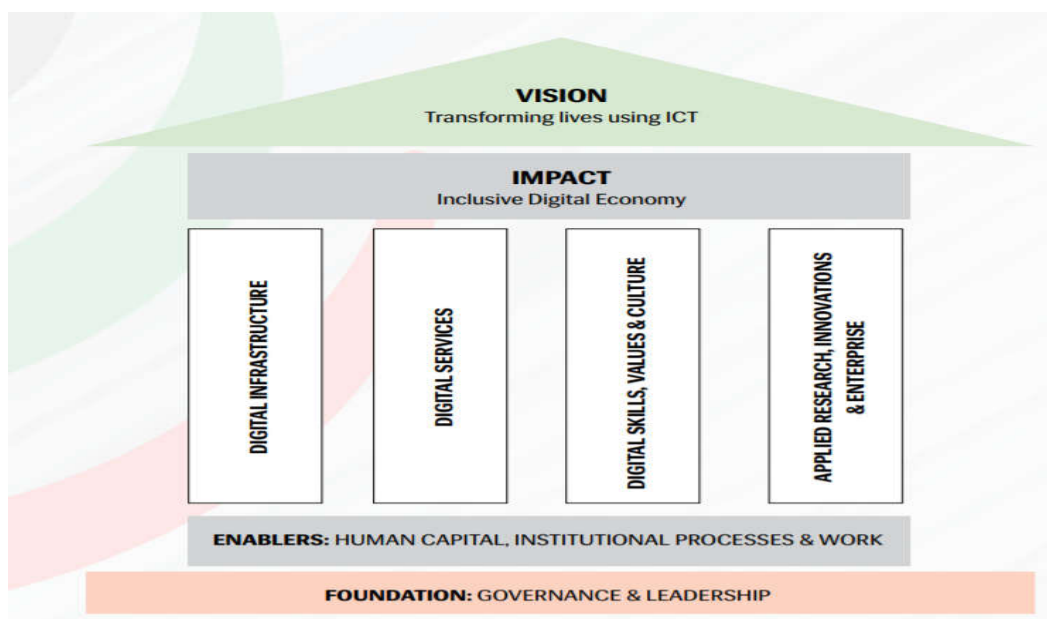 VISION
Transforming lives using ICT
IMPACT
Inclusive Digital Economy
DIGITAL INFRASTRUCTURE
DIGITAL SERVICES
DIGITAL SKILLS, VALUES & CULTURE
APPLIED RESEARCH, INNOVATIONS
& ENTERPRISE
ENABLERS: HUMAN CAPITAL, INSTITUTIONAL PROCESSES & WORK
FOUNDATION: GOVERNANCE & LEADERSHIP